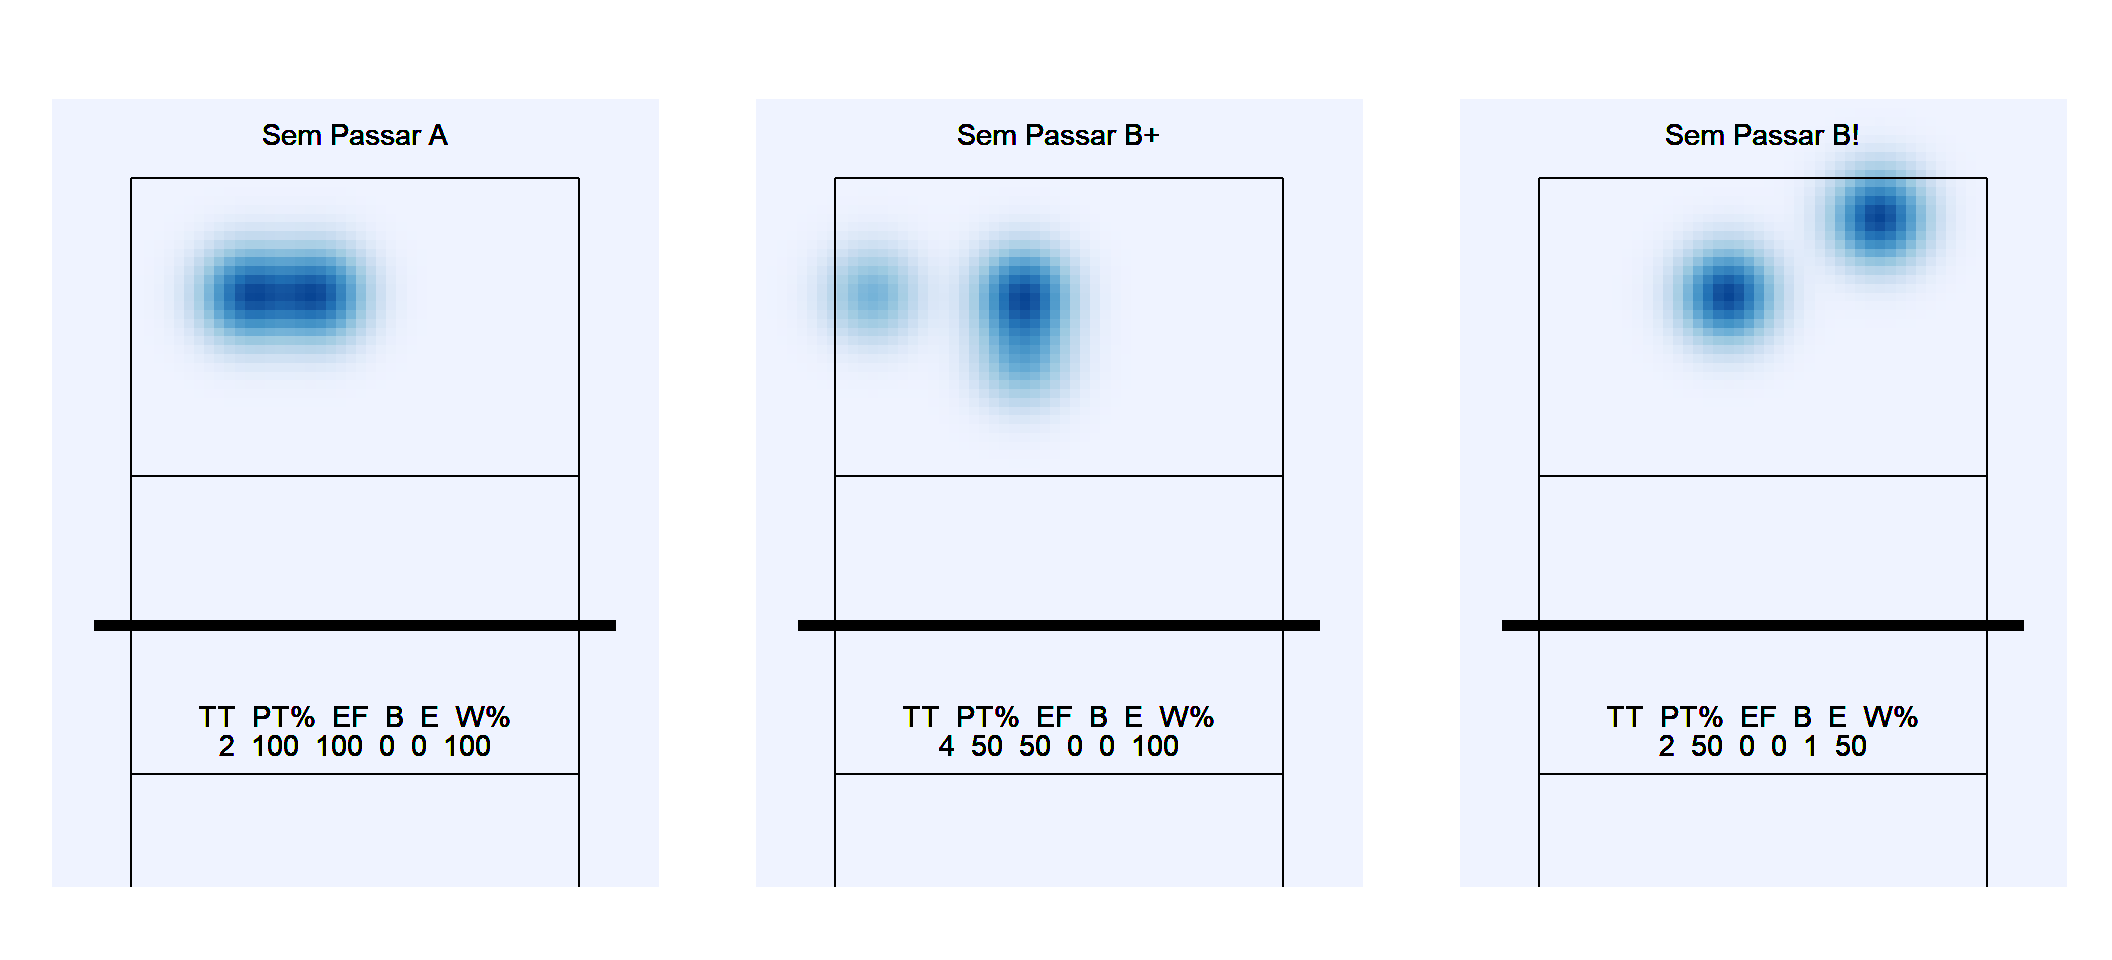 Sem Passar A
TT PT% EF B E W%
2 100 100 0 0 100
Sem Passar B+
TT PT% EF B E W%
4 50 50 0 0 100
Sem Passar B!
TT PT% EF B E W%
2 50 0 0 1 50